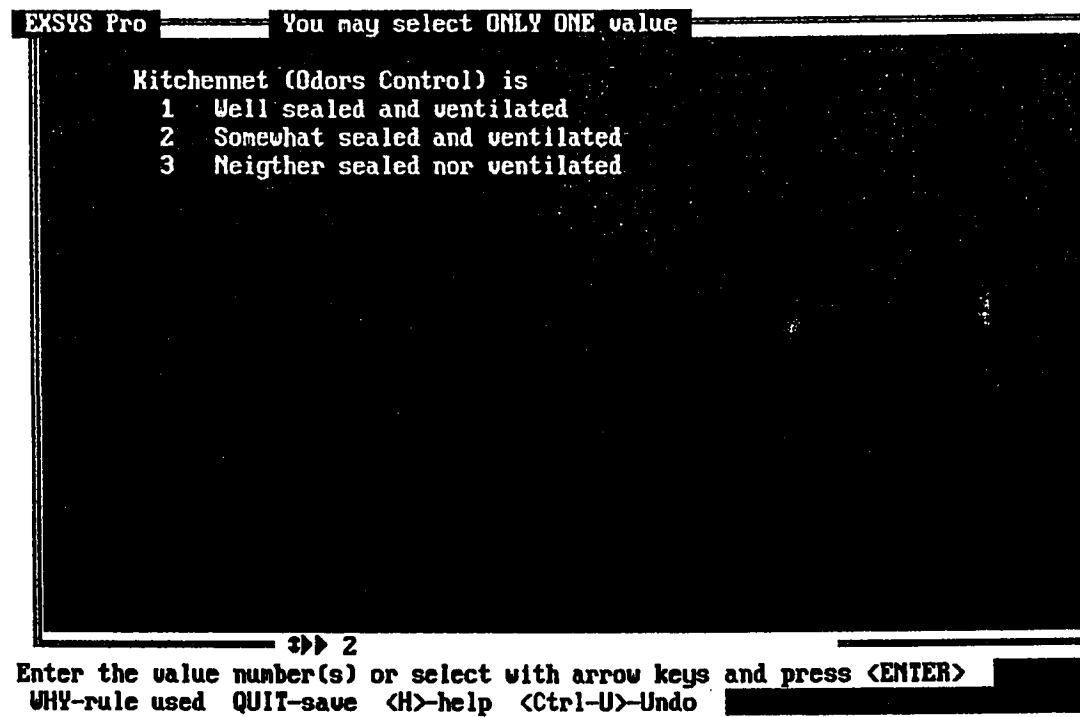 EXSYS Pro You may select ONLY ONE value
Kitchennet (Odors Control) is
1 Well sealed and ventilated
2 Somewhat sealed and ventilated
3 Neigther sealed nor ventilated
2
Enter the value number(s) or select with arrow keys and press <ENTER>
WHY-rule used QUIT-save <H>-help <Ctrl-U>-Undo